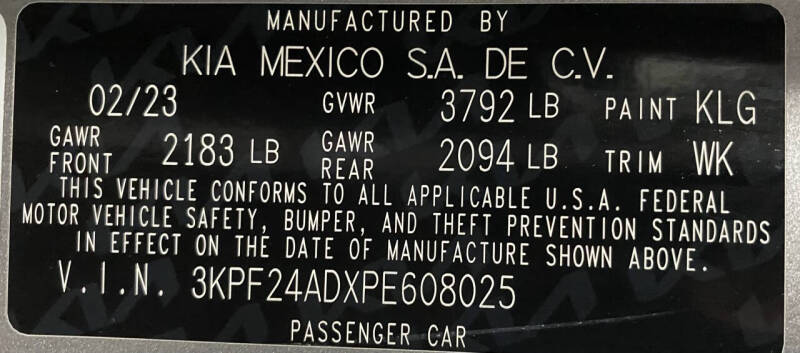 MANUFACTURED BY
KIA MEXICO S.A. DE C.V.
02/23 GVWR 3792 LB PAINT KLG
GAWR FRONT 2183 LB GAWR REAR 2094 LB TRIM WK
THIS VEHICLE CONFORMS TO ALL APPLICABLE U.S.A. FEDERAL
MOTOR VEHICLE SAFETY, BUMPER, AND THEFT PREVENTION STANDARDS
IN EFFECT ON THE DATE OF MANUFACTURE SHOWN ABOVE.
V.I.N. 3KPF24ADXPE608025
PASSENGER CAR